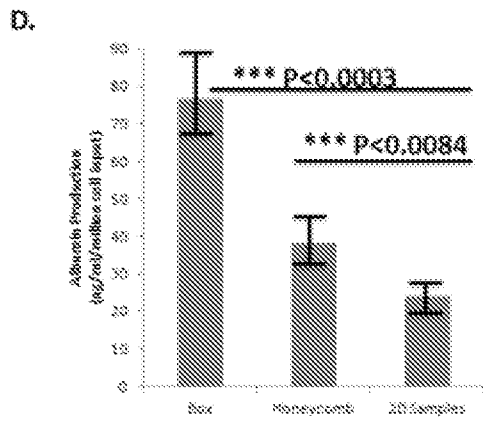 D.
90
*** P<0.0003
80
70
*** P<0.0084
60
50
40
30
20
10
0
Albumin Production
(ng/ml/million cell input)
Box Honeycomb 2D Samples